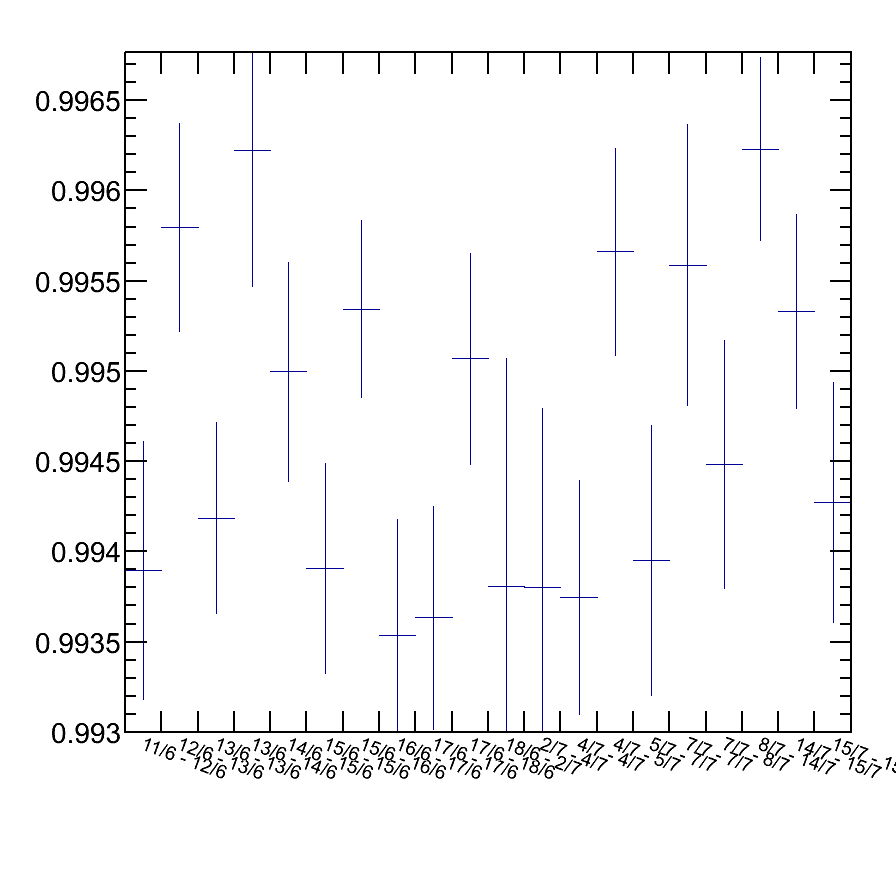 0.9965
0.996
0.9955
0.995
0.9945
0.994
0.9935
0.993
11/6 - 12/6
12/6 - 13/6
13/6 - 13/6
13/6 - 14/6
14/6 - 15/6
15/6 - 15/6
15/6 - 16/6
16/6 - 17/6
17/6 - 17/6
17/6 - 18/6
18/6 - 2/7
2/7 - 4/7
4/7 - 4/7
4/7 - 5/7
5/7 - 7/7
7/7 - 7/7
7/7 - 8/7
8/7 - 14/7
14/7 - 15/7
15/7 - 15